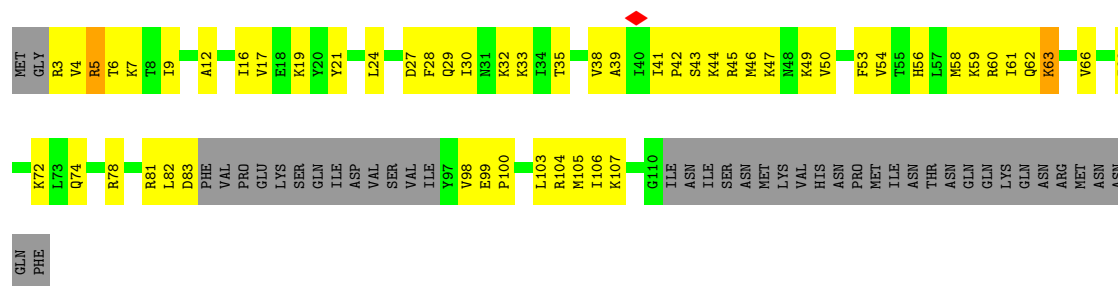 MET GLY R3 V4 R5 T6 K7 T8 I9 A12 I16 V17 E18 K19 Y20 Y21 L24 D27 F28 Q29 I30 N31 K32 K33 I34 T35 V38 A39 I40 I41 P42 S43 K44 R45 M46 K47 N48 K49 V50 F53 V54 T55 H56 L57 M58 K59 R60 I61 Q62 K63 V66
K72 L73 Q74 R78 R81 L82 D83 PHE VAL PRO GLU LYS SER GLN ILE ASP VAL SER VAL ILE Y97 V98 E99 P100 L103 R104 M105 I106 K107 G110 ILE ASN ILE SER ASN MET LYS VAL HIS ASN PRO MET ILE ASN THR ASN GLN GLN LYS GLN ASN ARG MET ASN ASN
GLN PHE